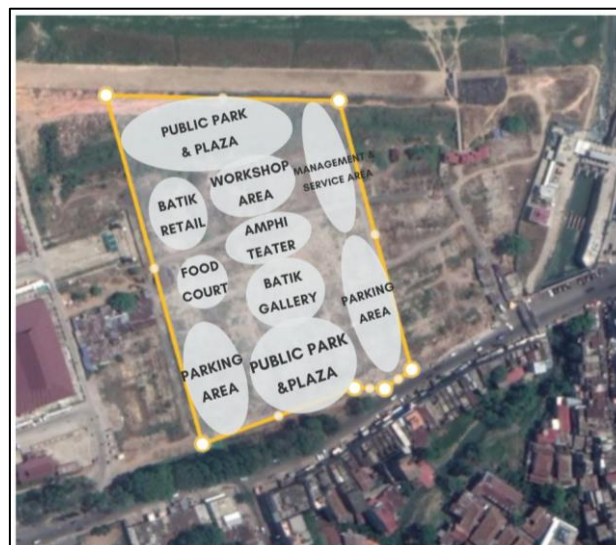 PUBLIC PARK
& PLAZA
MANAGEMENT &
SERVICE AREA
WORKSHOP
AREA
BATIK
RETAIL
AMPHI
TEATER
FOOD
COURT
BATIK
GALLERY
PARKING
AREA
PARKING
AREA
PUBLIC PARK
&PLAZA